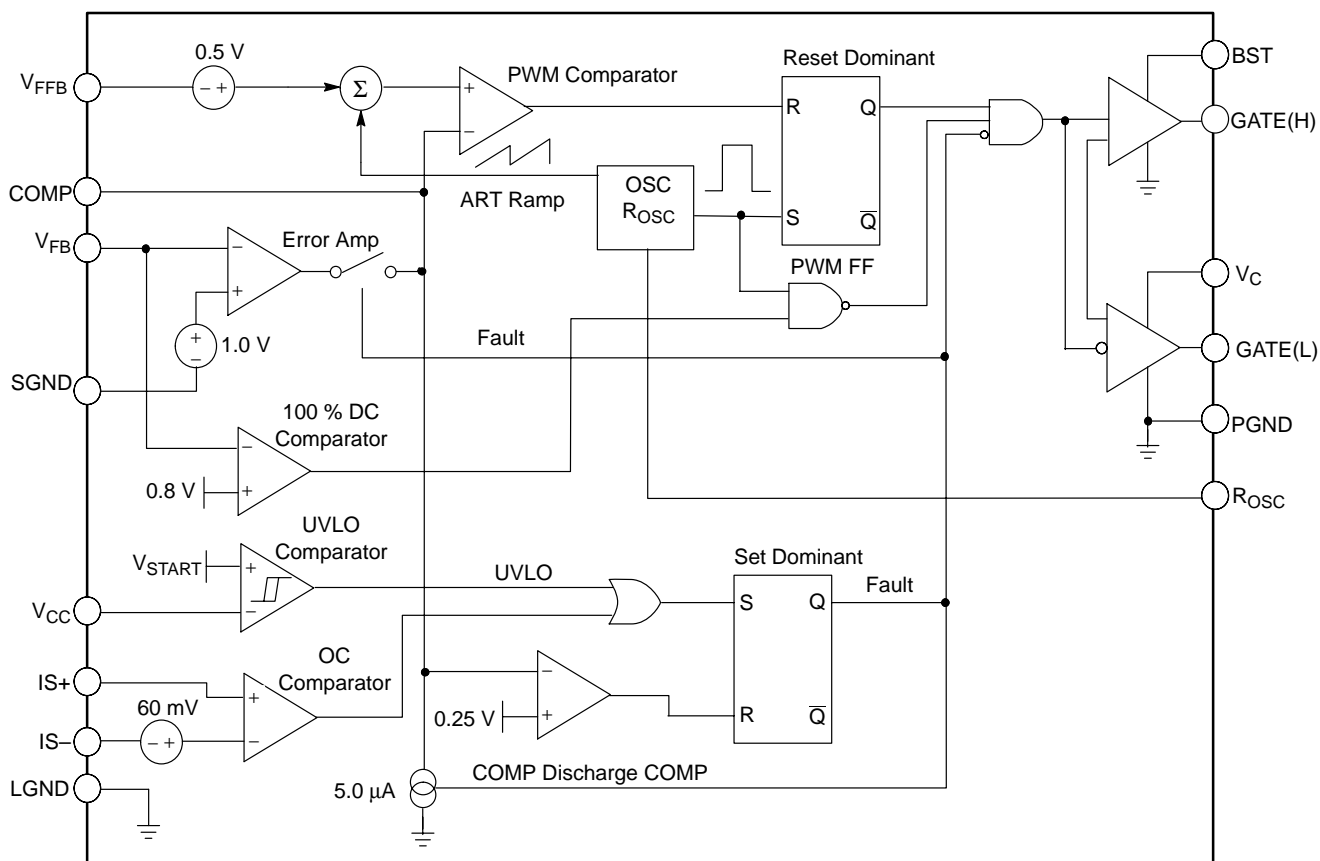 0.5 V
Reset Dominant
BST
VFFB
− +
Σ
+
−
PWM Comparator
R
Q
GATE(H)
COMP
ART Ramp
OSC
ROSC
S
Q̅
VFB
−
+
Error Amp
PWM FF
VC
+
−
1.0 V
Fault
GATE(L)
SGND
100 % DC
Comparator
−
+
0.8 V
PGND
ROSC
UVLO
Comparator
VSTART
+
−
UVLO
Set Dominant
Fault
VCC
S
Q
IS+
OC
Comparator
+
−
60 mV
− +
IS−
−
+
0.25 V
R
Q̅
LGND
5.0 μA
COMP Discharge COMP